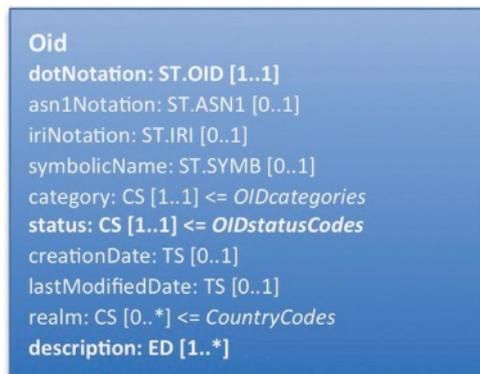 Oid
dotNotation: ST.OID [1..1]
asn1Notation: ST.ASN1 [0..1]
iriNotation: ST.IRI [0..1]
symbolicName: ST.SYMB [0..1]
category: CS [1..1] <= OIDcategories
status: CS [1..1] <= OIDstatusCodes
creationDate: TS [0..1]
lastModifiedDate: TS [0..1]
realm: CS [0..*] <= CountryCodes
description: ED [1..*]